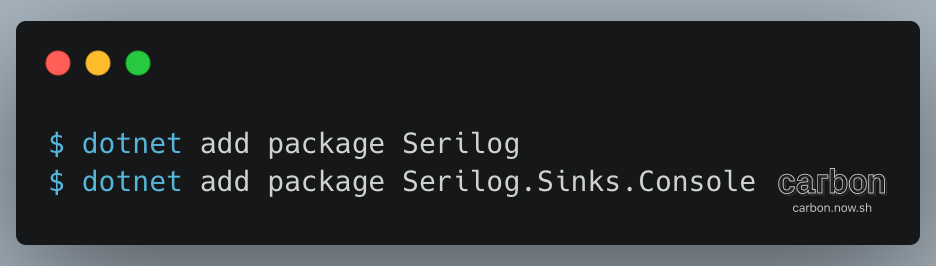 $ dotnet add package Serilog
$ dotnet add package Serilog.Sinks.Console
carbon
carbon.now.sh